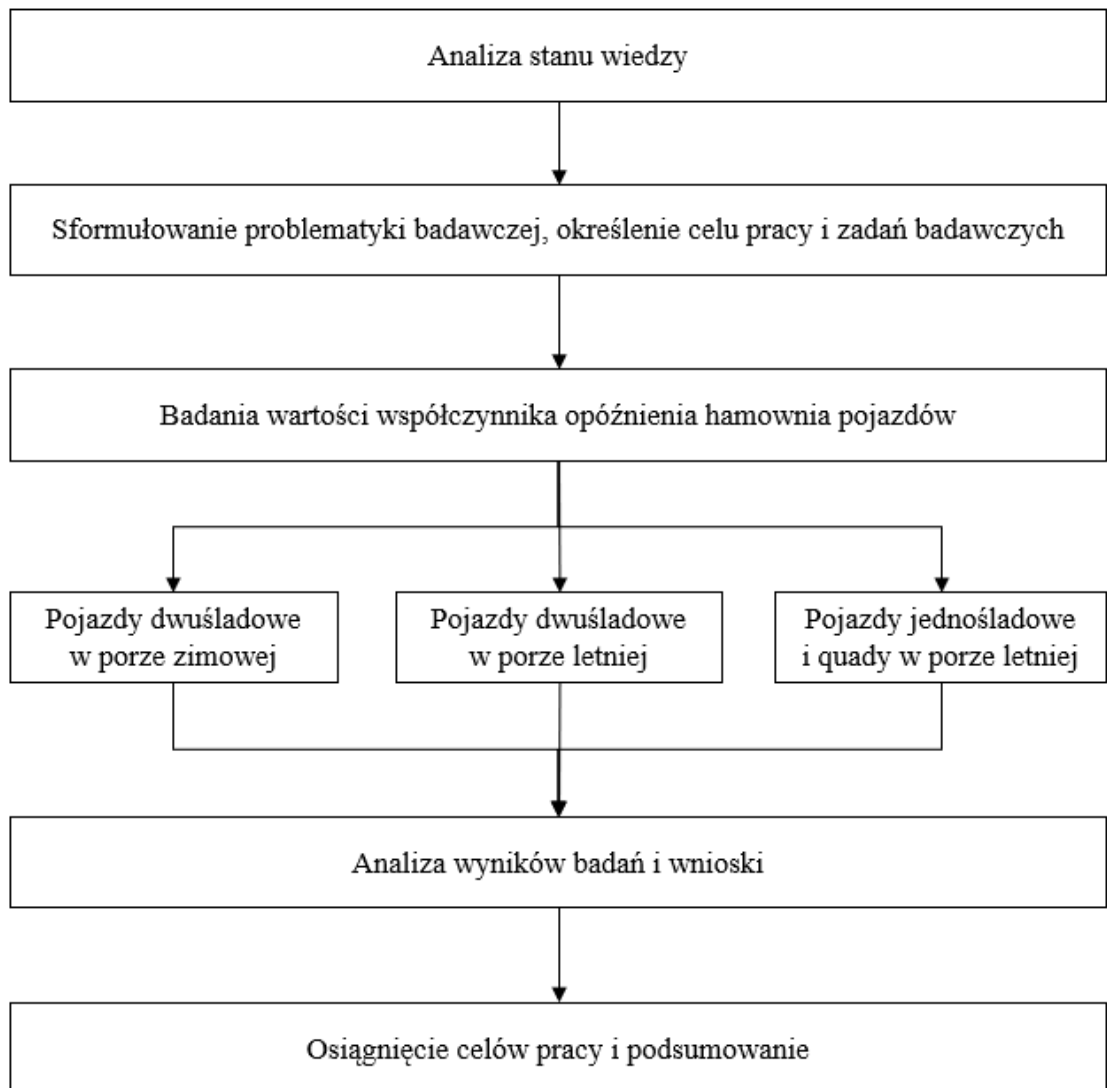 Analiza stanu wiedzy
Sformułowanie problematyki badawczej, określenie celu pracy i zadań badawczych
Badania wartości współczynnika opóźnienia hamownia pojazdów
Pojazdy dwuśladowe
w porze zimowej
Pojazdy dwuśladowe
w porze letniej
Pojazdy jednośladowe
i quady w porze letniej
Analiza wyników badań i wnioski
Osiągnięcie celów pracy i podsumowanie